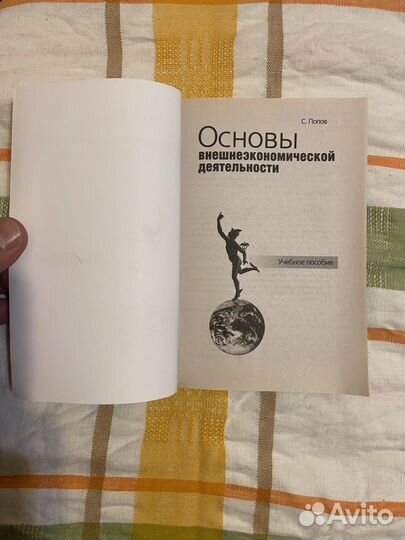 С. Попов
Основы
внешнеэкономической
деятельности
Учебное пособие
Avito